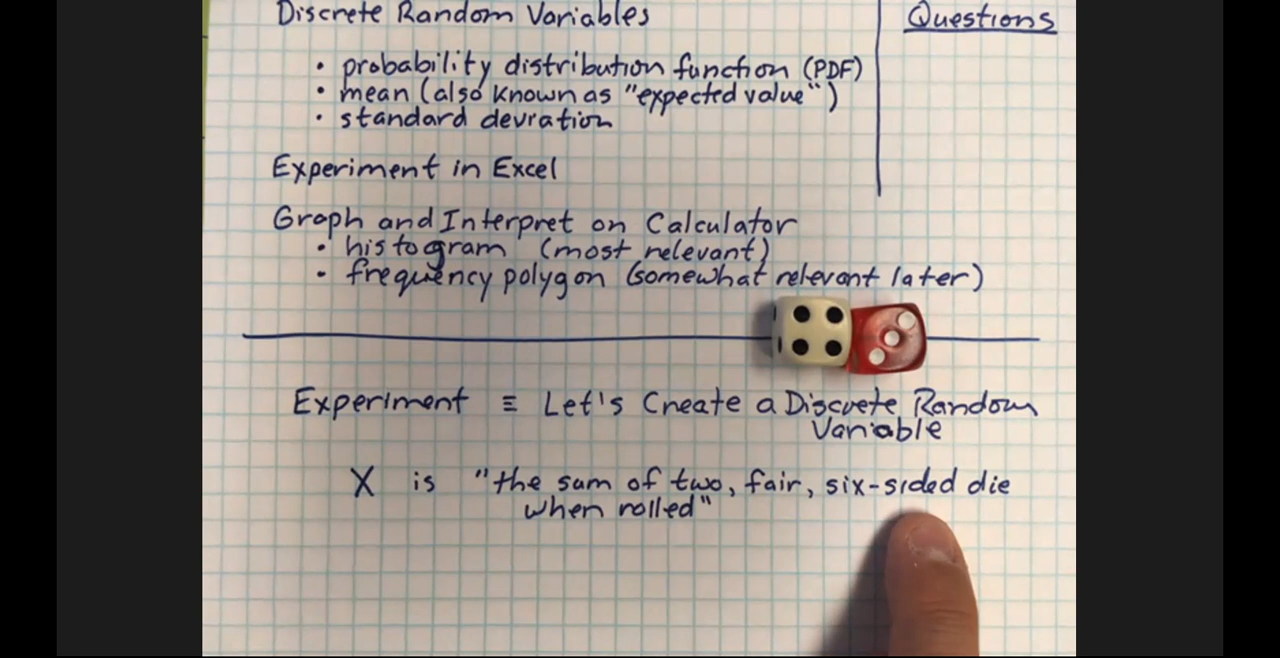 Discrete Random Variables
Questions
• probability distribution function (PDF)
• mean (also known as "expected value")
• standard deviation
Experiment in Excel
Graph and Interpret on Calculator
• histogram (most relevant)
• frequency polygon (somewhat relevant later)
Experiment ≡ Let's Create a Discrete Random
Variable
X is "the sum of two, fair, six-sided die
when rolled"